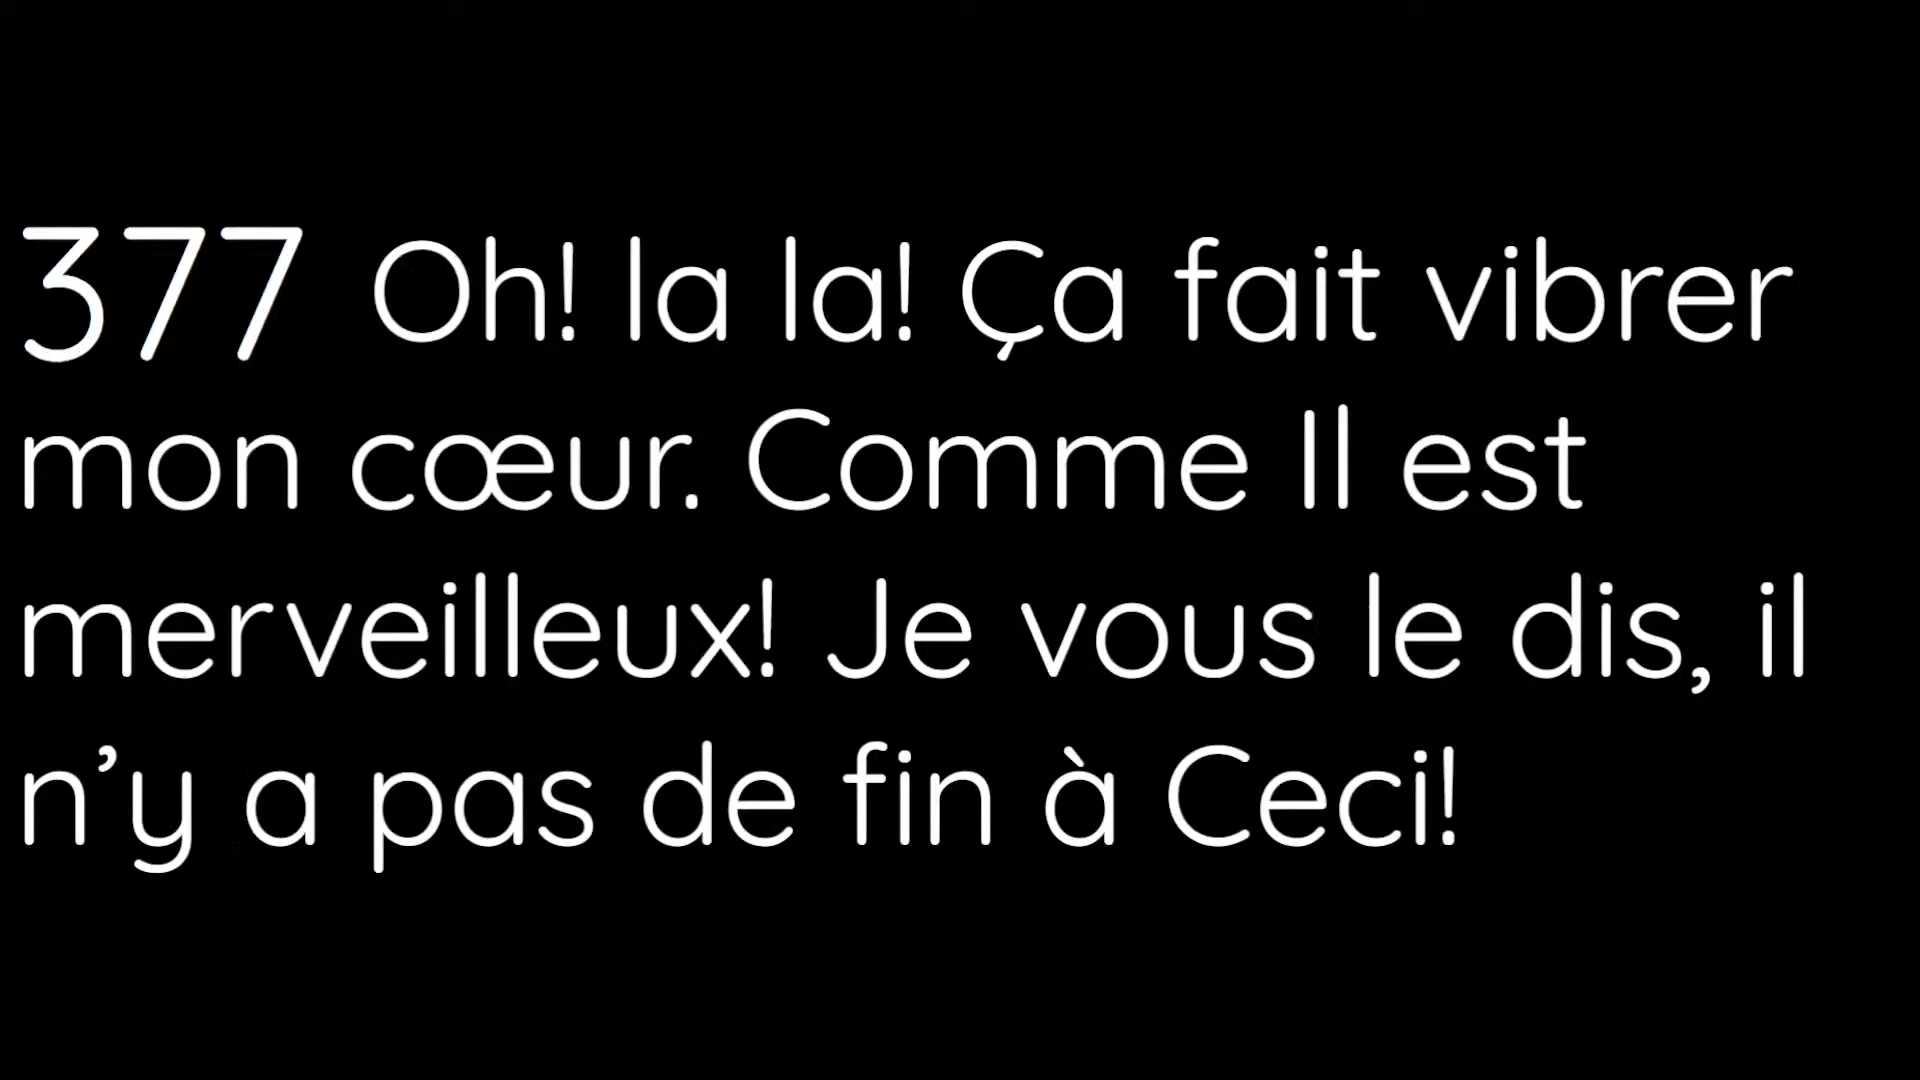 377 Oh! la la! Ça fait vibrer
mon cœur. Comme Il est
merveilleux! Je vous le dis, il
n’y a pas de fin à Ceci!